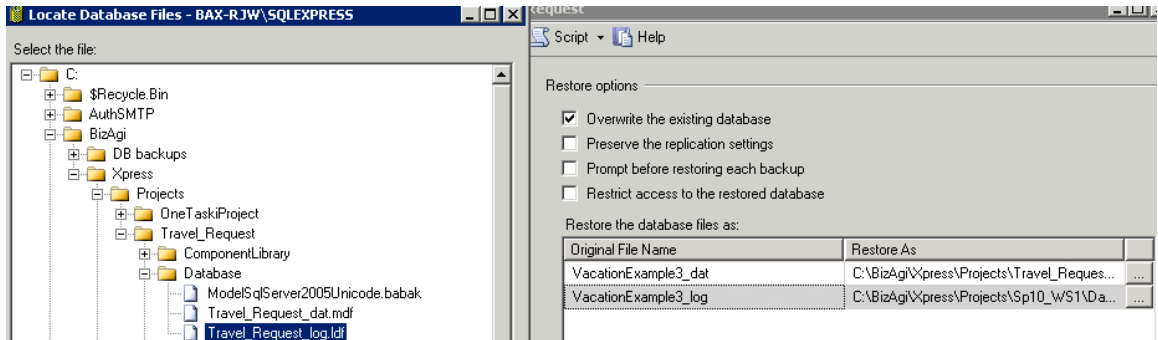 Locate Database Files - BAX-RJW\SQLEXPRESS
Select the file:
C:
$Recycle.Bin
AuthSMTP
BizAgi
DB backups
Xpress
Projects
OneTaskiProject
Travel_Request
ComponentLibrary
Database
ModelSqlServer2005Unicode.babak
Travel_Request_dat.mdf
Travel_Request_log.ldf
Request
Script Help
Restore options
Overwrite the existing database
Preserve the replication settings
Prompt before restoring each backup
Restrict access to the restored database
Restore the database files as:
Original File Name Restore As
VacationExample3_dat C:\BizAgi\Xpress\Projects\Travel_Reques... ...
VacationExample3_log C:\BizAgi\Xpress\Projects\Sp10_WS1\Da... ...